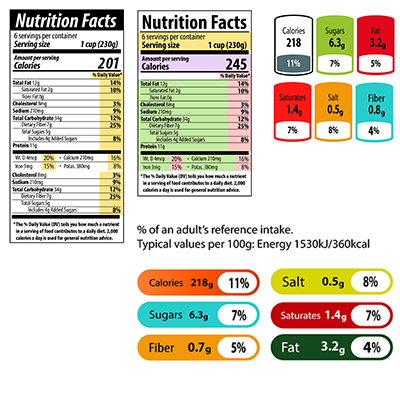 Nutrition Facts
6 servings per container
Serving size 1 cup (230g)
Amount per serving
Calories 201
% Daily Value*
Total Fat 12g 14%
Saturated Fat 2g 10%
Trans Fat 0g
Cholesterol 8mg 3%
Sodium 210mg 9%
Total Carbohydrate 34g 12%
Dietary Fiber 7g 25%
Total Sugars 5g
Includes 4g Added Sugars 8%
Protein 11g
Vit. D 4mcg 20% • Calcium 210mg 16%
Iron 3mg 15% • Potas. 380mg 8%
Cholesterol 8mg 3%
Sodium 210mg 9%
Total Carbohydrate 34g 12%
Dietary Fiber 7g 25%
Total Sugars 5g
Includes 4g Added Sugars 8%
*The % Daily Value (DV) tells you how much a nutrient
in a serving of food contributes to a daily diet. 2,000
calories a day is used for general nutrition advice.
Nutrition Facts
6 servings per container
Serving size 1 cup (230g)
Amount per serving
Calories 245
% Daily Value*
Total Fat 12g 14%
Saturated Fat 2g 10%
Trans Fat 0g
Cholesterol 8mg 3%
Sodium 210mg 9%
Total Carbohydrate 34g 12%
Dietary Fiber 7g 25%
Total Sugars 5g
Includes 4g Added Sugars 8%
Protein 11g
Vit. D 4mcg 20% • Calcium 210mg 16%
Iron 3mg 15% • Potas. 380mg 8%
*The % Daily Value (DV) tells you how much a nutrient
in a serving of food contributes to a daily diet. 2,000
calories a day is used for general nutrition advice.
Calories 218 11%
Sugars 6.3g 7%
Fat 3.2g 5%
Saturates 1.4g 7%
Salt 0.5g 8%
Fiber 0.8g 4%
% of an adult's reference intake.
Typical values per 100g: Energy 1530kJ/360kcal
Calories 218g 11%
Salt 0.5g 8%
Sugars 6.3g 7%
Saturates 1.4g 7%
Fiber 0.7g 5%
Fat 3.2g 4%